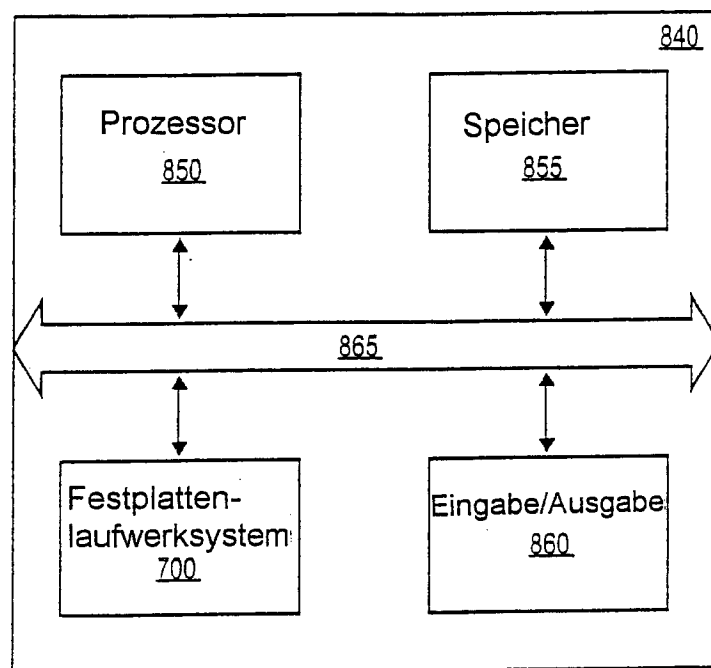 840
Prozessor
850
Speicher
855
865
Festplatten-
laufwerksystem
700
Eingabe/Ausgabe
860